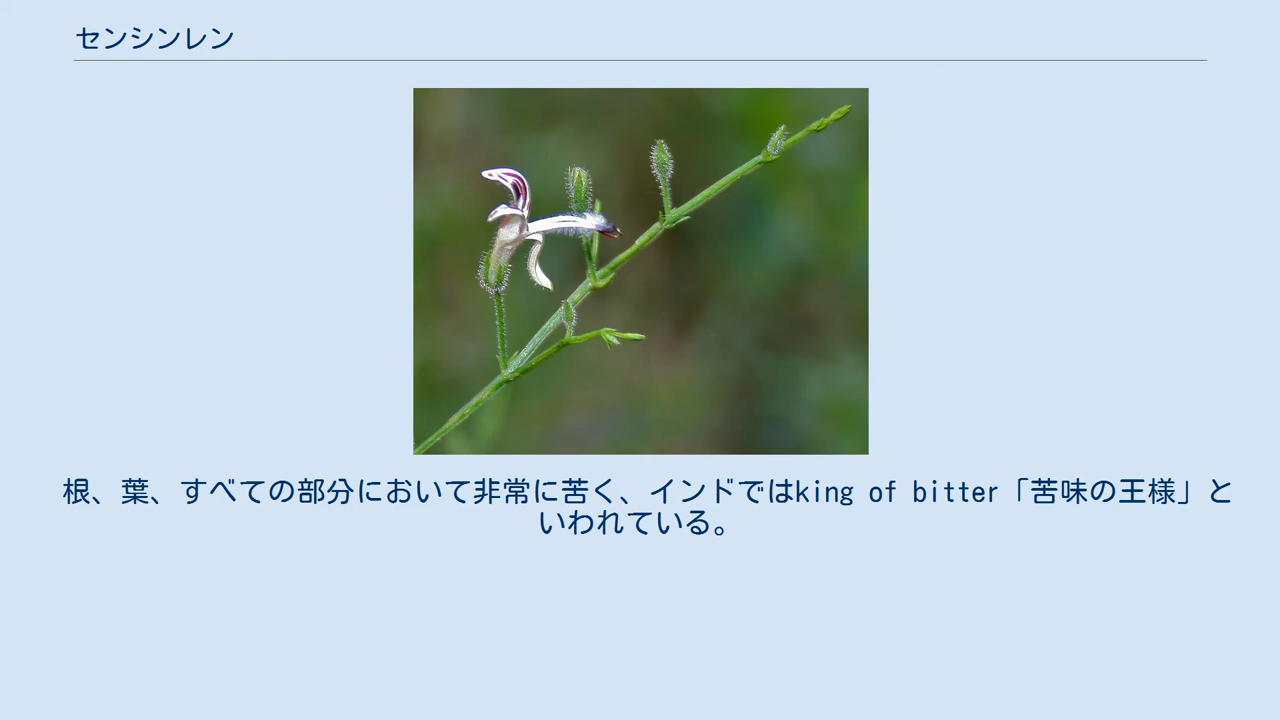 センシンレン
根、葉、すべての部分において非常に苦く、インドではking of bitter「苦味の王様」と
いわれている。